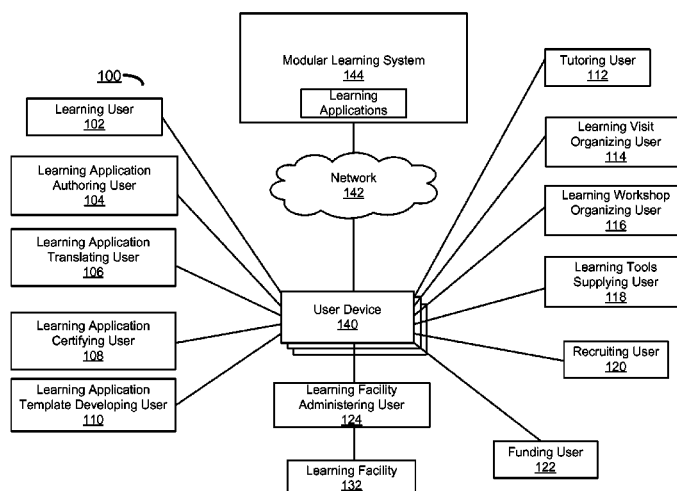 100
Modular Learning System
144
Learning
Applications
Network
142
Learning User
102
Learning Application
Authoring User
104
Learning Application
Translating User
106
Learning Application
Certifying User
108
Learning Application
Template Developing User
110
User Device
140
Learning Facility
Administering User
124
Learning Facility
132
Tutoring User
112
Learning Visit
Organizing User
114
Learning Workshop
Organizing User
116
Learning Tools
Supplying User
118
Recruiting User
120
Funding User
122